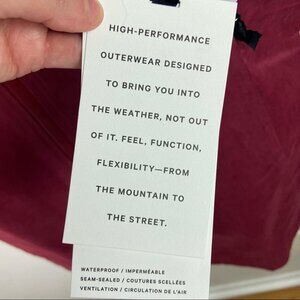 HIGH-PERFORMANCE
OUTERWEAR DESIGNED
TO BRING YOU INTO
THE WEATHER, NOT OUT
OF IT. FEEL, FUNCTION,
FLEXIBILITY—FROM
THE MOUNTAIN TO
THE STREET.
WATERPROOF / IMPERMÉABLE
SEAM-SEALED / COUTURES SCELLÉES
VENTILATION / CIRCULATION DE L'AIR